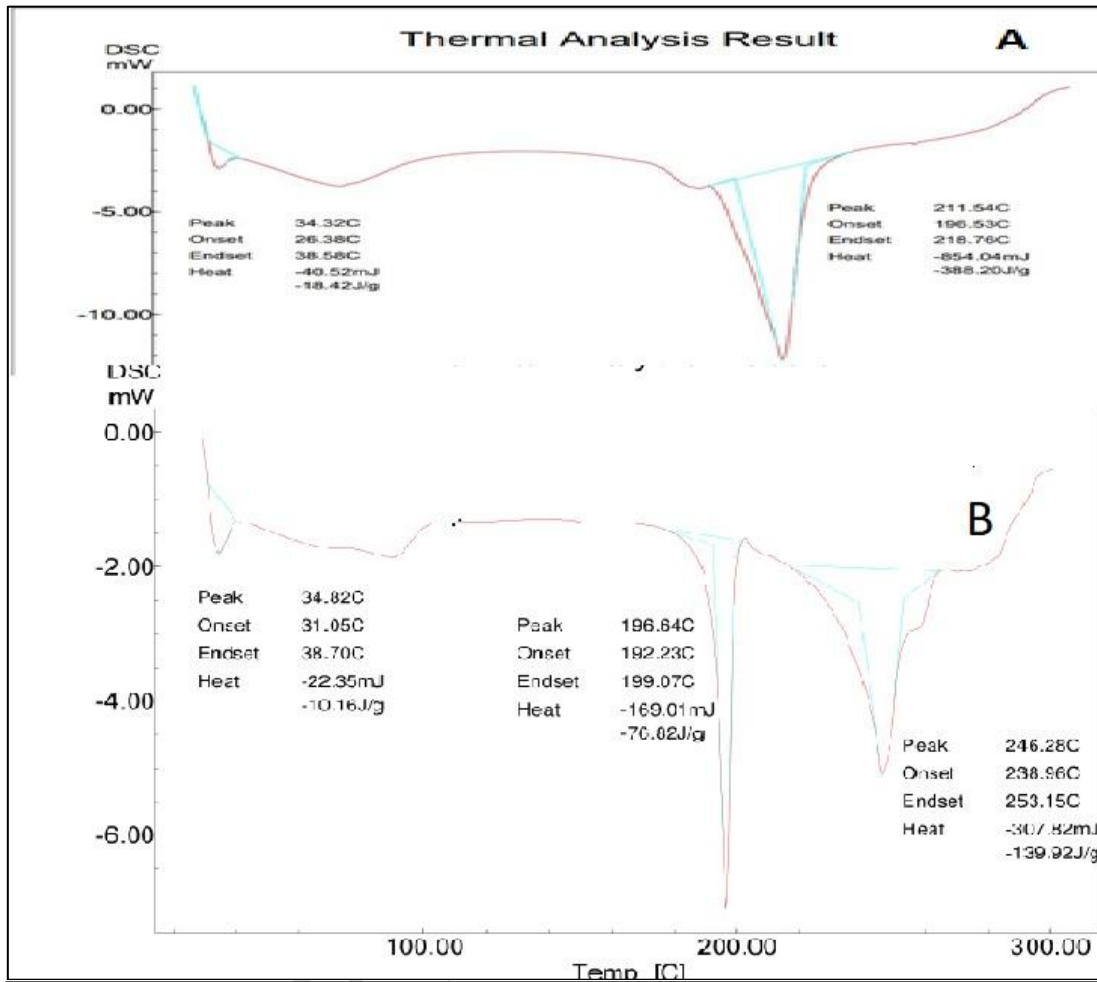 Thermal Analysis Result
A
DSC
mW
0.00
-5.00
-10.00
Peak 34.32C
Onset 26.38C
Endset 38.58C
Heat -40.52mJ
-18.42J/g
Peak 211.54C
Onset 196.53C
Endset 218.76C
Heat -854.04mJ
-388.20J/g
DSC
mW
0.00
-2.00
-4.00
-6.00
B
Peak 34.82C
Onset 31.05C
Endset 38.70C
Heat -22.35mJ
-10.16J/g
Peak 196.64C
Onset 192.23C
Endset 199.07C
Heat -169.01mJ
-76.82J/g
Peak 246.28C
Onset 238.96C
Endset 253.15C
Heat -307.82mJ
-139.92J/g
100.00 200.00 300.00
Temp [C]